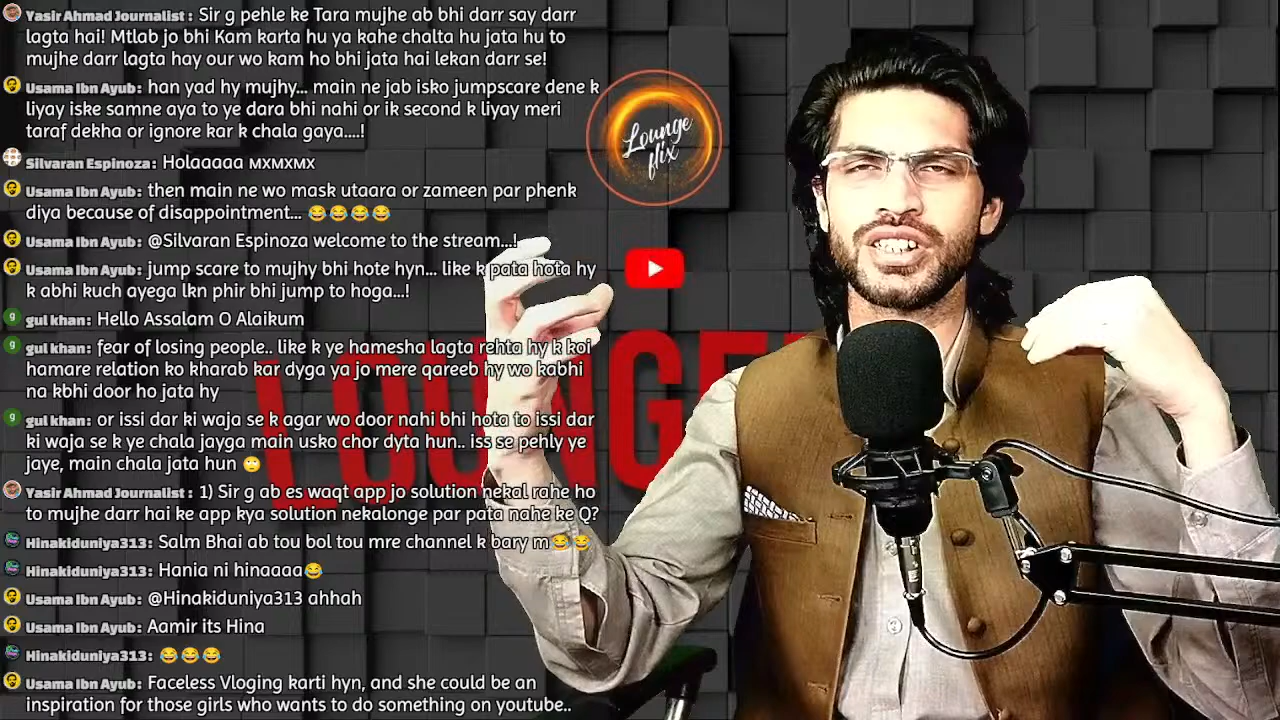 Yasir Ahmad Journalist : Sir g pehle ke Tara mujhe ab bhi darr say darr
lagta hai! Mtlab jo bhi Kam karta hu ya kahe chalta hu jata hu to
mujhe darr lagta hay our wo kam ho bhi jata hai lekan darr se!
Usama Ibn Ayub: han yad hy mujhy... main ne jab isko jumpscare dene k
liyay iske samne aya to ye dara bhi nahi or ik second k liyay meri
taraf dekha or ignore kar k chala gaya....!
Silvaran Espinoza: Holaaaaa мxмxмx
Usama Ibn Ayub: then main ne wo mask utaara or zameen par phenk
diya because of disappointment... 😂😂😂😂
Usama Ibn Ayub: @Silvaran Espinoza welcome to the stream...!
Usama Ibn Ayub: jump scare to mujhy bhi hote hyn... like k pata hota hy
k abhi kuch ayega lkn phir bhi jump to hoga...!
gul khan: Hello Assalam O Alaikum
gul khan: fear of losing people.. like k ye hamesha lagta rehta hy k koi
hamare relation ko kharab kar dyga ya jo mere qareeb hy wo kabhi
na kbhi door ho jata hy
gul khan: or issi dar ki waja se k agar wo door nahi bhi hota to issi dar
ki waja se k ye chala jayga main usko chor dyta hun.. iss se pehly ye
jaye, main chala jata hun 🙄
Yasir Ahmad Journalist : 1) Sir g ab es waqt app jo solution nekal rahe ho
to mujhe darr hai ke app kya solution nekalonge par pata nahe ke Q?
Hinakiduniya313: Salm Bhai ab tou bol tou mre channel k bary m😂😂
Hinakiduniya313: Hania ni hinaaaa😂
Usama Ibn Ayub: @Hinakiduniya313 ahhah
Usama Ibn Ayub: Aamir its Hina
Hinakiduniya313: 😂😂😂
Usama Ibn Ayub: Faceless Vloging karti hyn, and she could be an
inspiration for those girls who wants to do something on youtube..
Lounge
flix
LOUNGE